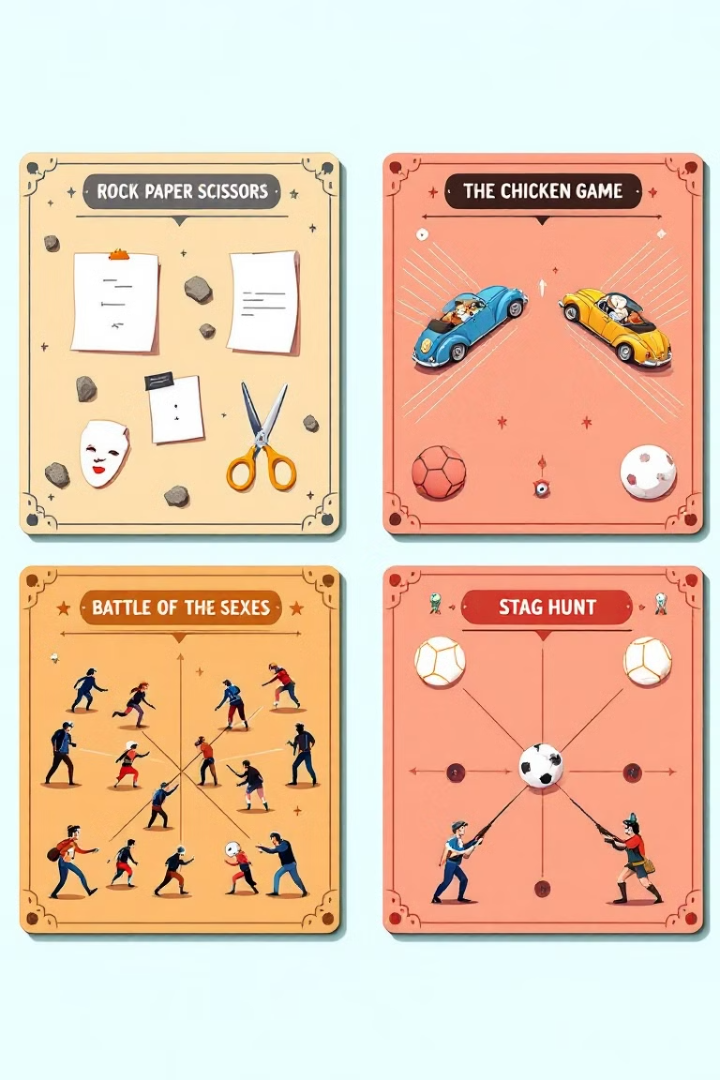 ROCK PAPER SCISSORS
THE CHICKEN GAME
BATTLE OF THE SEXES
STAG HUNT